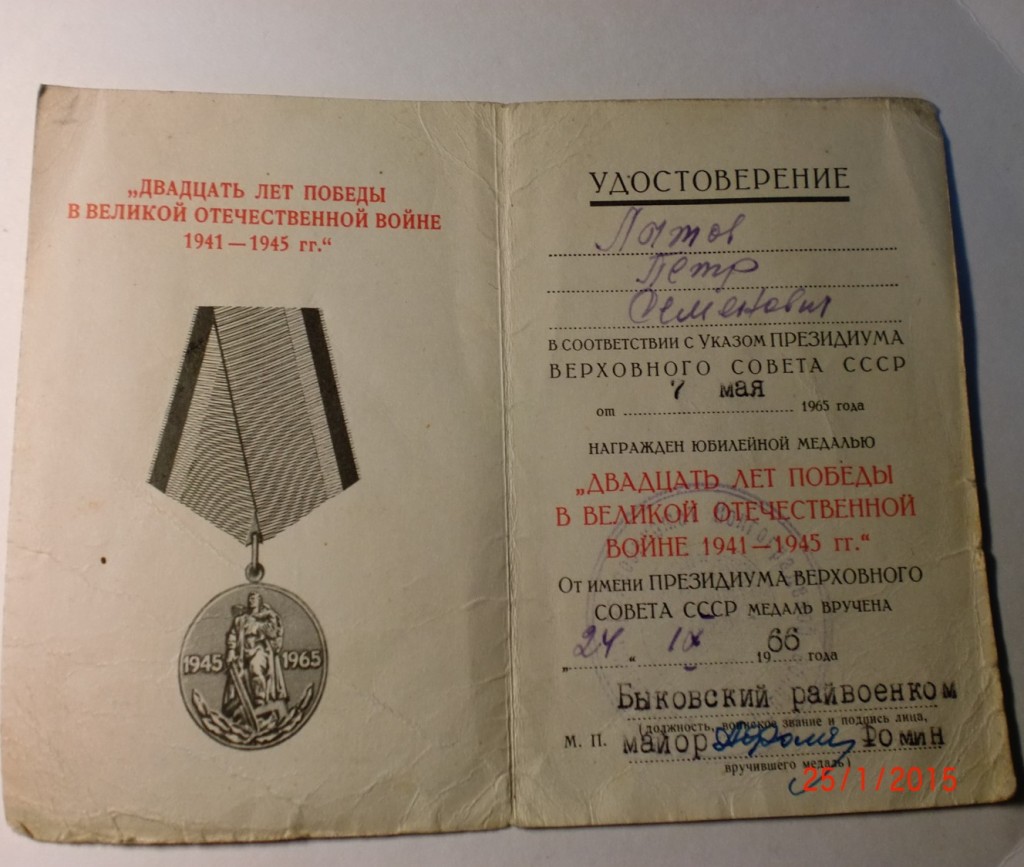 „ДВАДЦАТЬ ЛЕТ ПОБЕДЫ
В ВЕЛИКОЙ ОТЕЧЕСТВЕННОЙ ВОЙНЕ
1941—1945 гг.“
1945 1965
УДОСТОВЕРЕНИЕ
Петр
Семенович
В СООТВЕТСТВИИ С УКАЗОМ ПРЕЗИДИУМА
ВЕРХОВНОГО СОВЕТА СССР
от 7 мая 1965 года
НАГРАЖДЕН ЮБИЛЕЙНОЙ МЕДАЛЬЮ
„ДВАДЦАТЬ ЛЕТ ПОБЕДЫ
В ВЕЛИКОЙ ОТЕЧЕСТВЕННОЙ
ВОЙНЕ 1941—1945 гг.“
От имени ПРЕЗИДИУМА ВЕРХОВНОГО
СОВЕТА СССР МЕДАЛЬ ВРУЧЕНА
„24“ IX 1966 года
Быковский райвоенком
(должность, воинское звание и подпись лица,
М. П. майор Фомин
вручившего медаль)
25/1/2015